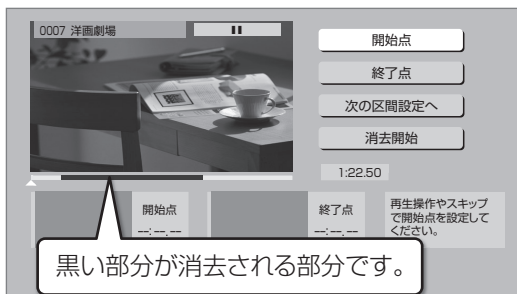 0007 洋画劇場
開始点
終了点
次の区間設定へ
消去開始
1:22.50
開始点
--:--.--
終了点
--:--.--
再生操作やスキップ
で開始点を設定して
ください。
黒い部分が消去される部分です。